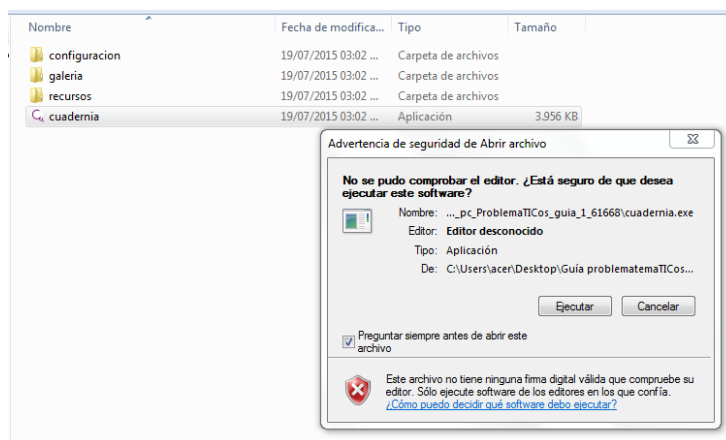 Nombre Fecha de modifica... Tipo Tamaño
configuracion 19/07/2015 03:02 ... Carpeta de archivos
galeria 19/07/2015 03:02 ... Carpeta de archivos
recursos 19/07/2015 03:02 ... Carpeta de archivos
cuadernia 19/07/2015 03:02 ... Aplicación 3.956 KB
Advertencia de seguridad de Abrir archivo
No se pudo comprobar el editor. ¿Está seguro de que desea
ejecutar este software?
Nombre: ..._pc_ProblemaTICos_guia_1_61668\cuadernia.exe
Editor: Editor desconocido
Tipo: Aplicación
De: C:\Users\acer\Desktop\Guía problematemaTICos...
Ejecutar Cancelar
Preguntar siempre antes de abrir este
archivo
Este archivo no tiene ninguna firma digital válida que compruebe su
editor. Sólo ejecute software de los editores en los que confía.
¿Cómo puedo decidir qué software debo ejecutar?